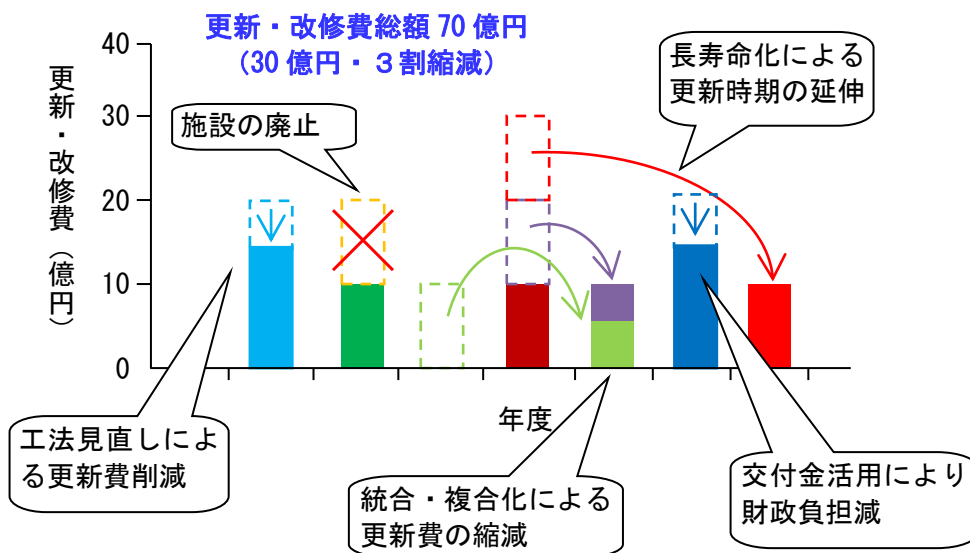 更新・改修費総額 70 億円
（30 億円・３割縮減）
更新・改修費（億円）
40
30
20
10
0
施設の廃止
長寿命化による
更新時期の延伸
年度
工法見直しによ
る更新費削減
統合・複合化による
更新費の縮減
交付金活用により
財政負担減